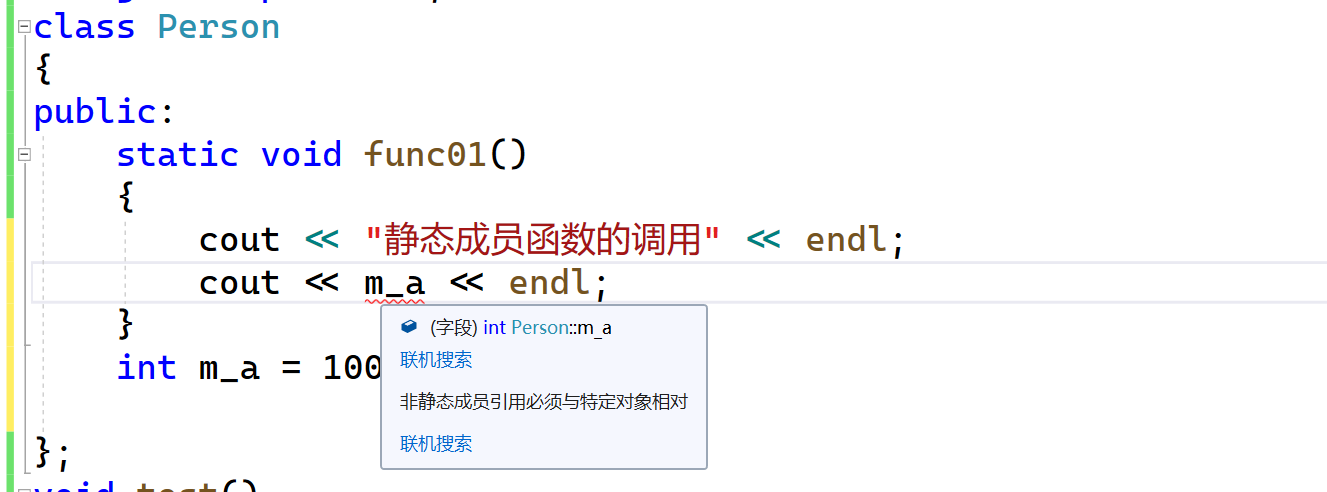 class Person
{
public:
static void func01()
{
cout << "静态成员函数的调用" << endl;
cout << m_a << endl;
}
(字段) int Person::m_a
联机搜索
int m_a = 100
非静态成员引用必须与特定对象相对
联机搜索
};
void test()